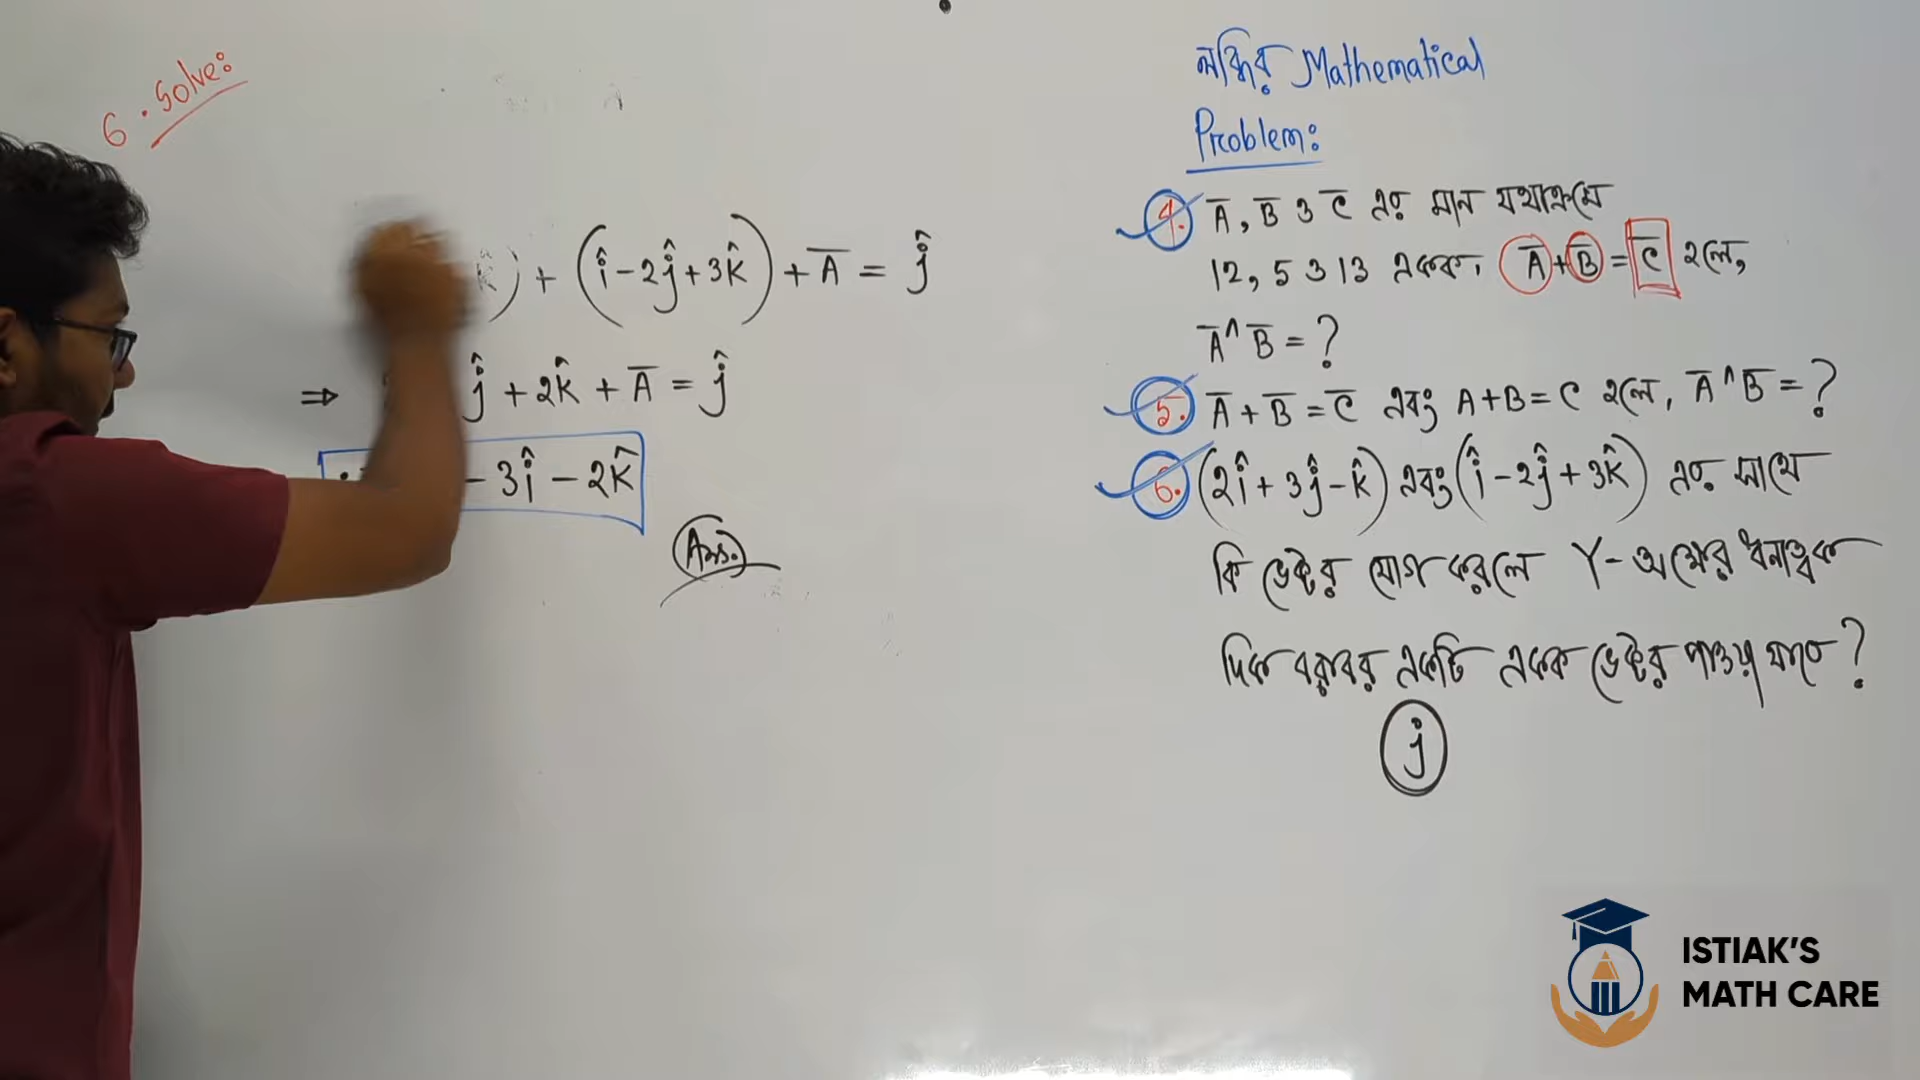 6. Solve:
k̂) + (î - 2ĵ + 3k̂) + A̅ = ĵ
⇒ ĵ + 2k̂ + A̅ = ĵ
- 3î - 2k̂
Ans.
লব্ধির Mathematical
Problem:
4. A̅, B̅ ও C̅ এর মান যথাক্রমে
12, 5 ও 13 একক। A̅ + B̅ = C̅ হলে,
A̅ ^ B̅ = ?
5. A̅ + B̅ = C̅ এবং A + B = C হলে, A̅ ^ B̅ = ?
6. (2î + 3ĵ - k̂) এবং (î - 2ĵ + 3k̂) এর সাথে
কি ভেক্টর যোগ করলে Y-অক্ষের ধনাত্বক
দিক বরাবর একটি একক ভেক্টর পাওয়া যাবে?
ĵ
ISTIAK'S
MATH CARE